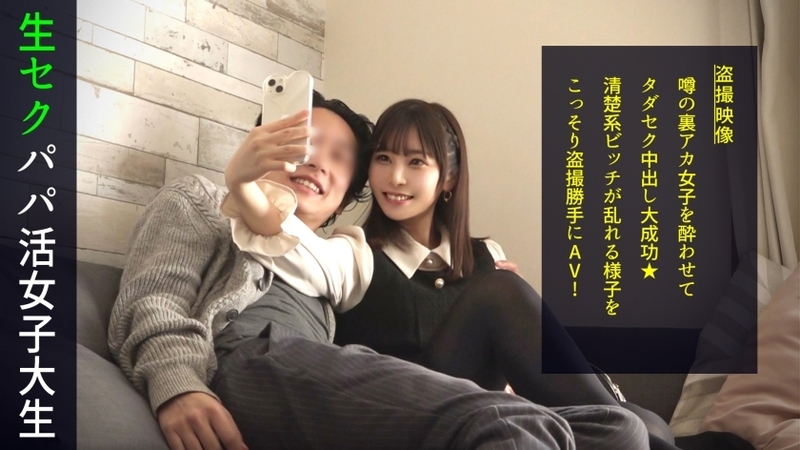 生セクパパ活女子大生
盗撮映像
噂の裏アカ女子を酔わせて
タダセク中出し大成功★
清楚系ビッチが乱れる様子を
こっそり盗撮勝手にAV！